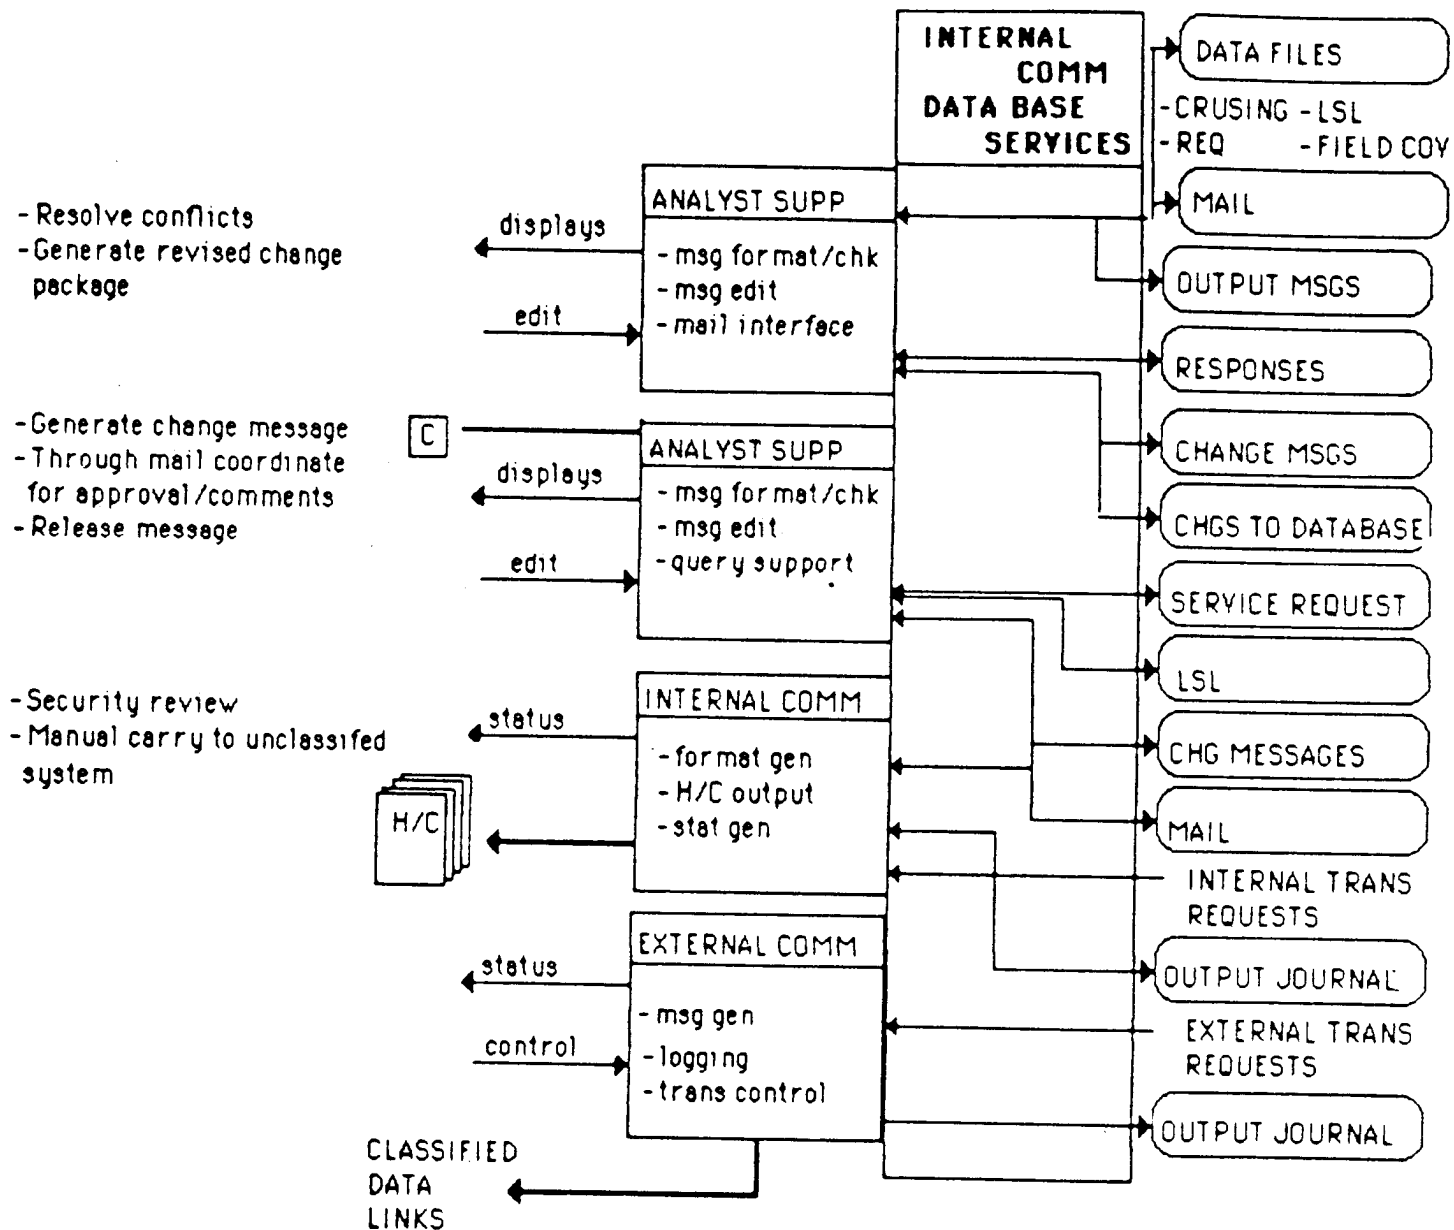 INTERNAL
COMM
DATA BASE
SERVICES
DATA FILES
-CRUSING -LSL
-REQ -FIELD COV
MAIL
OUTPUT MSGS
RESPONSES
CHANGE MSGS
CHGS TO DATABASE
SERVICE REQUEST
LSL
CHG MESSAGES
MAIL
INTERNAL TRANS
REQUESTS
OUTPUT JOURNAL
EXTERNAL TRANS
REQUESTS
OUTPUT JOURNAL
- Resolve conflicts
- Generate revised change
package
displays
edit
ANALYST SUPP
- msg format/chk
- msg edit
- mail interface
- Generate change message
- Through mail coordinate
for approval/comments
- Release message
C
displays
edit
ANALYST SUPP
- msg format/chk
- msg edit
- query support
- Security review
- Manual carry to unclassifed
system
status
H/C
INTERNAL COMM
- format gen
- H/C output
- stat gen
status
control
EXTERNAL COMM
- msg gen
- logging
- trans control
CLASSIFIED
DATA
LINKS